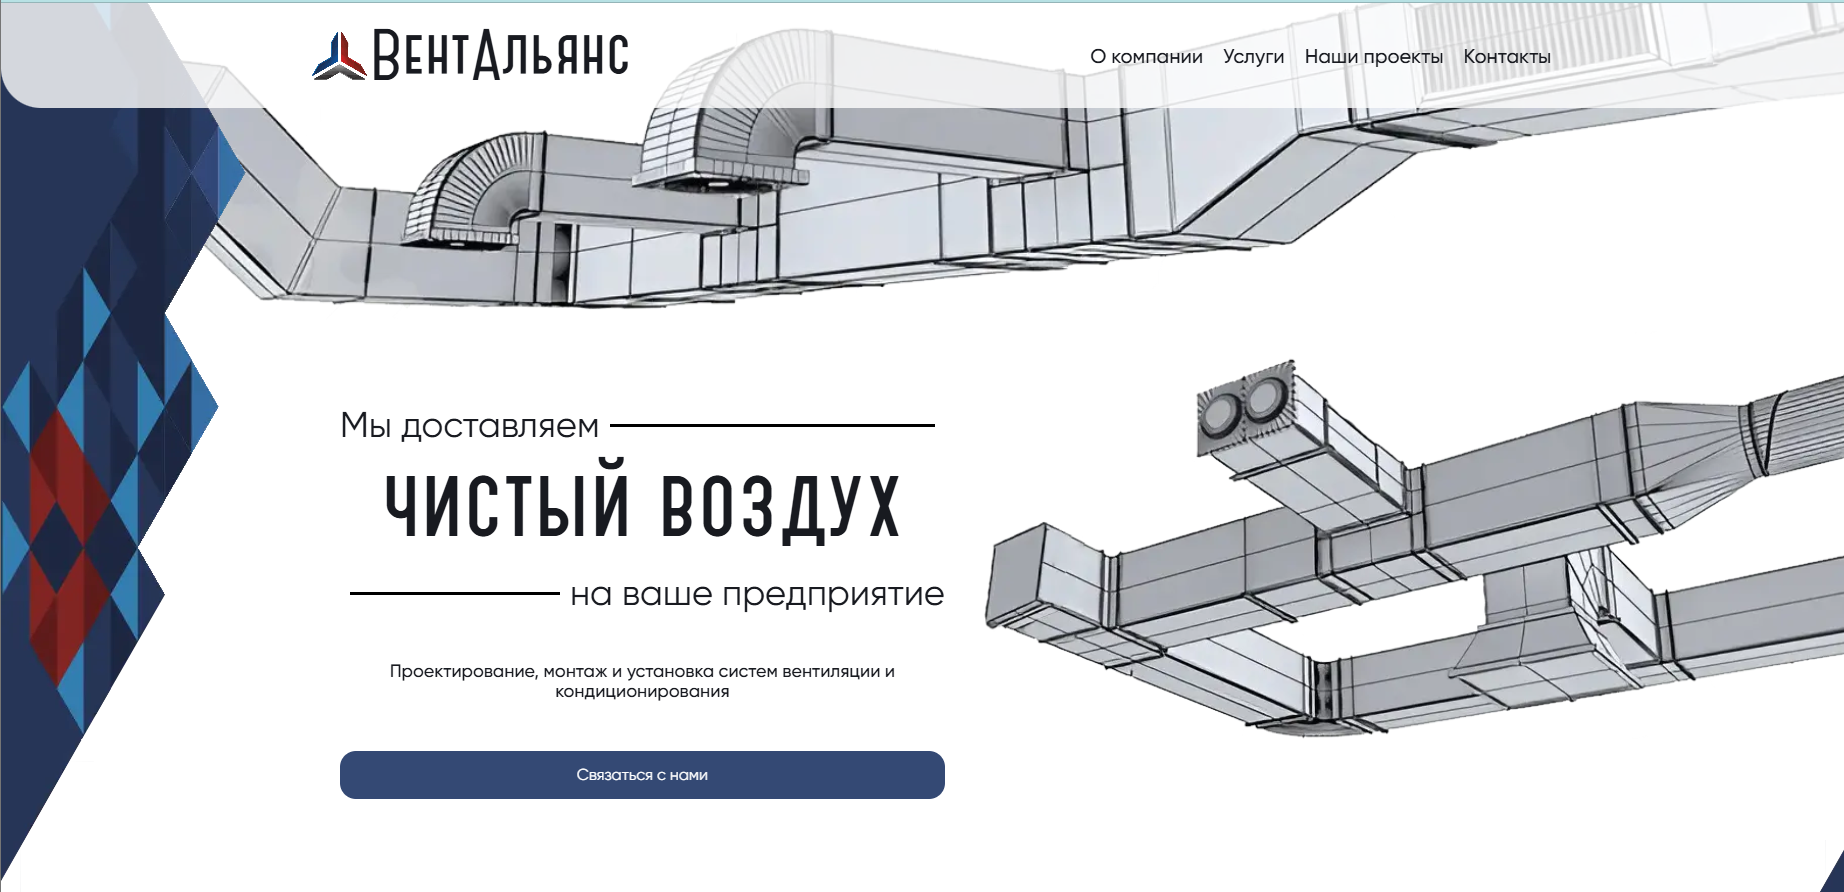 ВентАльянс
О компании Услуги Наши проекты Контакты
Мы доставляем
ЧИСТЫЙ ВОЗДУХ
на ваше предприятие
Проектирование, монтаж и установка систем вентиляции и
кондиционирования
Связаться с нами